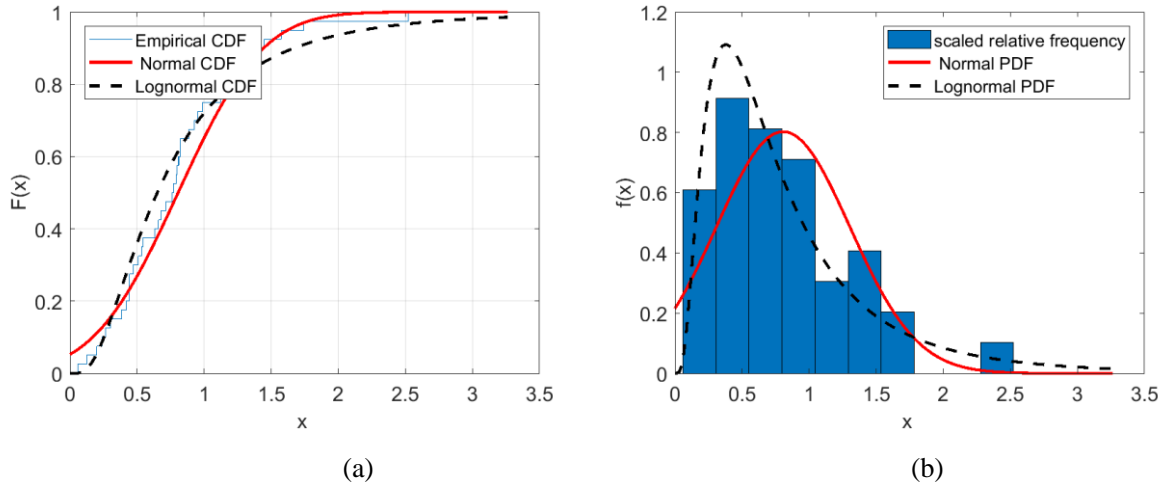 1
0.8
0.6
0.4
0.2
0
F(x)
Empirical CDF
Normal CDF
Lognormal CDF
0 0.5 1 1.5 2 2.5 3 3.5
x
(a)
1.2
1
0.8
0.6
0.4
0.2
0
f(x)
scaled relative frequency
Normal PDF
Lognormal PDF
0 0.5 1 1.5 2 2.5 3 3.5
x
(b)